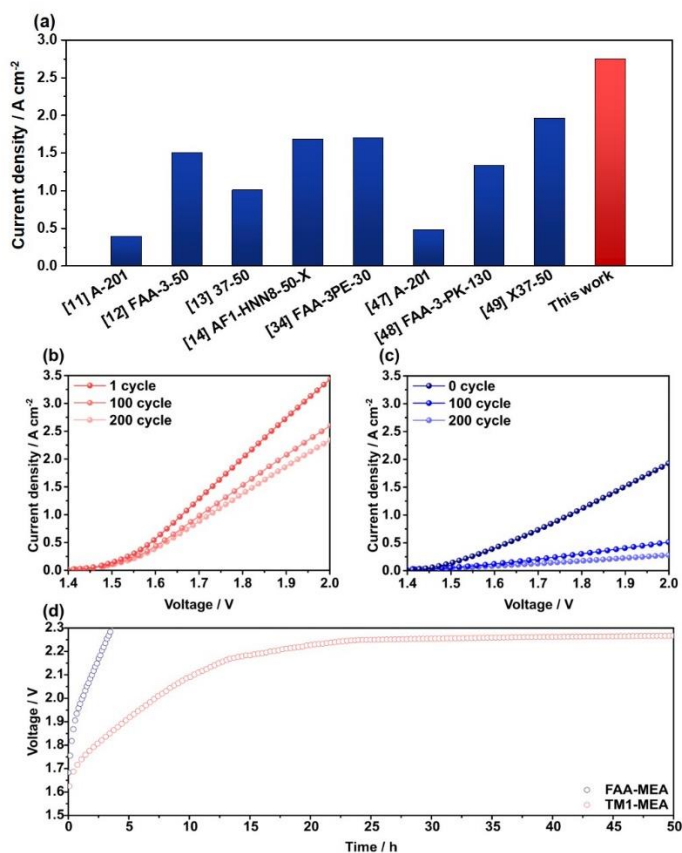 (a)
Current density / A cm⁻²
3.0
2.5
2.0
1.5
1.0
0.5
0.0
[11] A-201
[12] FAA-3-50
[13] 37-50
[14] AF1-HNN8-50-X
[34] FAA-3PE-30
[47] A-201
[48] FAA-3-PK-130
[49] X37-50
This work
(b)
Current density / A cm⁻²
3.5
3.0
2.5
2.0
1.5
1.0
0.5
0.0
1 cycle
100 cycle
200 cycle
1.4 1.5 1.6 1.7 1.8 1.9 2.0
Voltage / V
(c)
Current density / A cm⁻²
3.5
3.0
2.5
2.0
1.5
1.0
0.5
0.0
0 cycle
100 cycle
200 cycle
1.4 1.5 1.6 1.7 1.8 1.9 2.0
Voltage / V
(d)
Voltage / V
2.3
2.2
2.1
2.0
1.9
1.8
1.7
1.6
1.5
FAA-MEA
TM1-MEA
0 5 10 15 20 25 30 35 40 45 50
Time / h